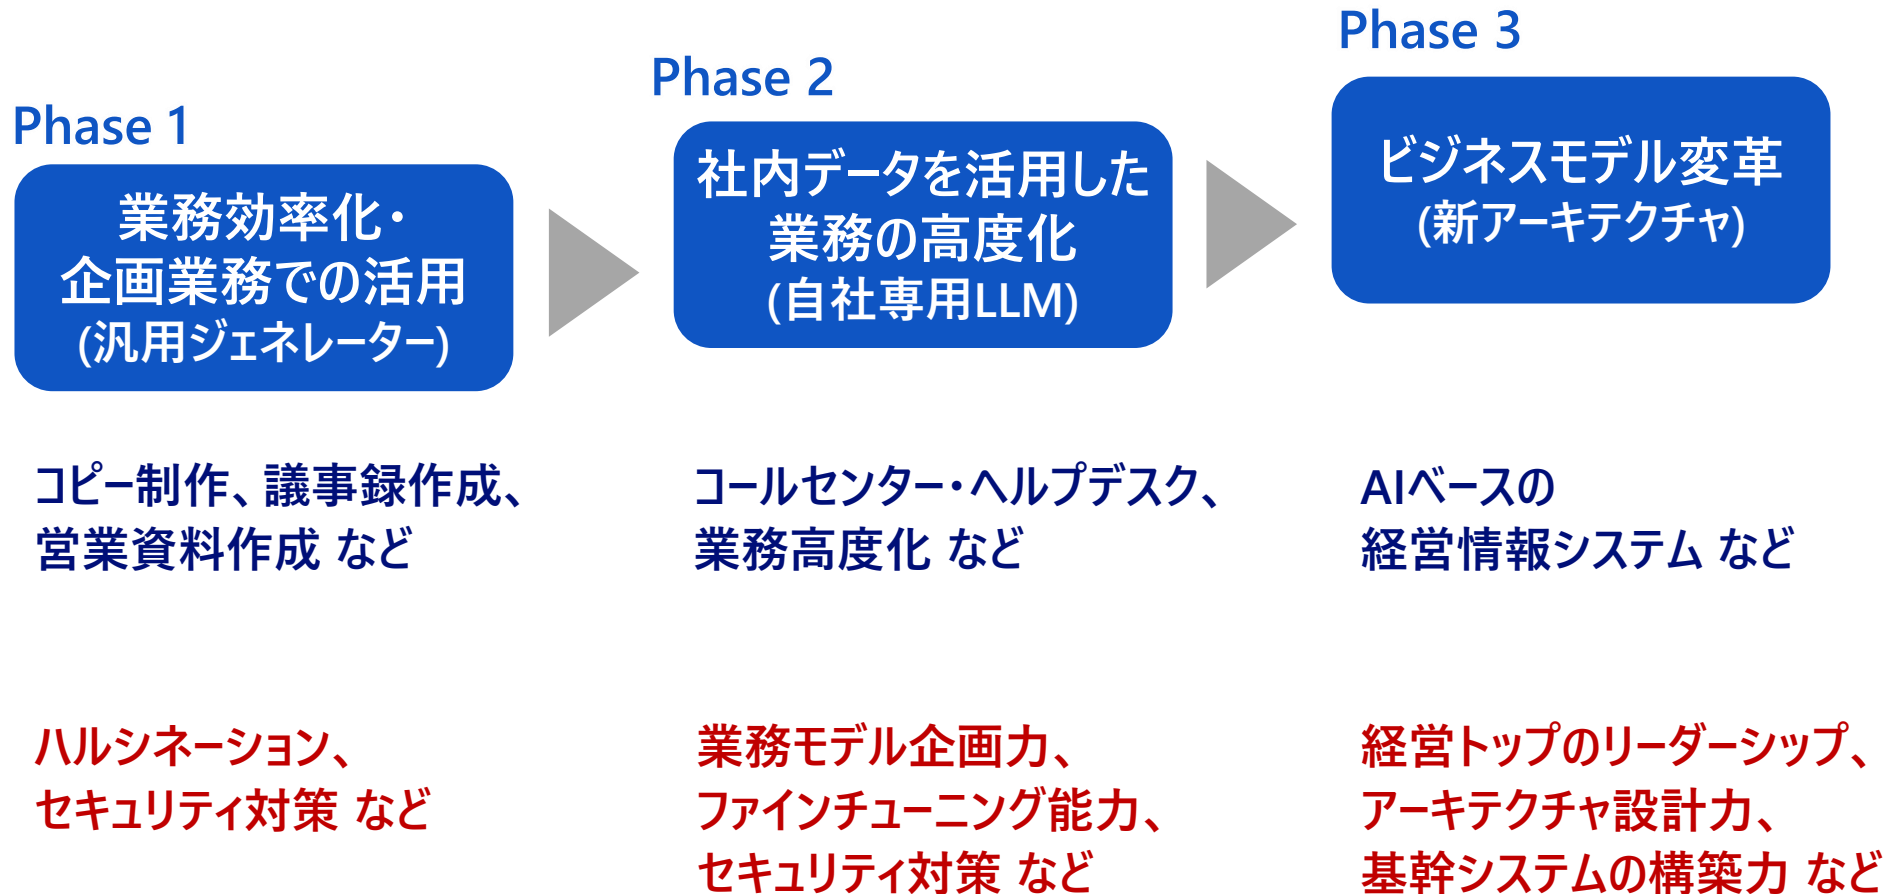 Phase 1
業務効率化・
企画業務での活用
(汎用ジェネレーター)
コピー制作、議事録作成、
営業資料作成 など
ハルシネーション、
セキュリティ対策 など
Phase 2
社内データを活用した
業務の高度化
(自社専用LLM)
コールセンター・ヘルプデスク、
業務高度化 など
業務モデル企画力、
ファインチューニング能力、
セキュリティ対策 など
Phase 3
ビジネスモデル変革
(新アーキテクチャ)
AIベースの
経営情報システム など
経営トップのリーダーシップ、
アーキテクチャ設計力、
基幹システムの構築力 など